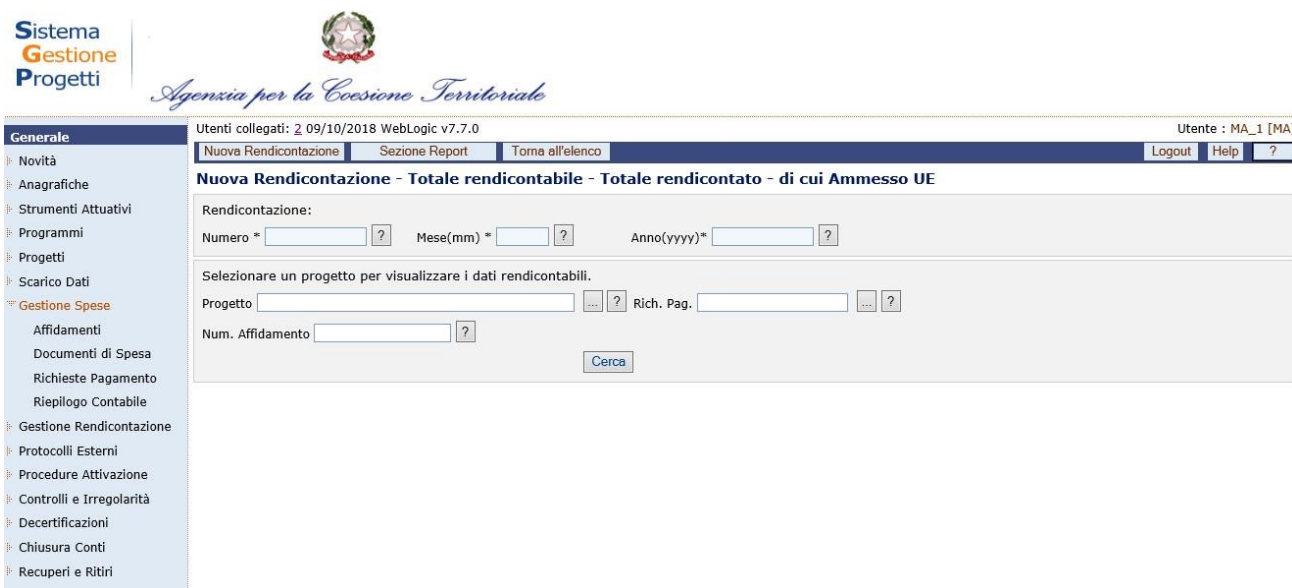 Sistema
Gestione
Progetti
Agenzia per la Coesione Territoriale
Utenti collegati: 2 09/10/2018 WebLogic v7.7.0 Utente : MA_1 [MA
Nuova Rendicontazione Sezione Report Torna all'elenco Logout Help ?
Nuova Rendicontazione - Totale rendicontabile - Totale rendicontato - di cui Ammesso UE
Rendicontazione:
Numero * ? Mese(mm) * ? Anno(yyyy)* ?
Selezionare un progetto per visualizzare i dati rendicontabili.
Progetto ... ? Rich. Pag. ... ?
Num. Affidamento ?
Cerca
Generale
Novità
Anagrafiche
Strumenti Attuativi
Programmi
Progetti
Scarico Dati
Gestione Spese
Affidamenti
Documenti di Spesa
Richieste Pagamento
Riepilogo Contabile
Gestione Rendicontazione
Protocolli Esterni
Procedure Attivazione
Controlli e Irregolarità
Decertificazioni
Chiusura Conti
Recuperi e Ritiri